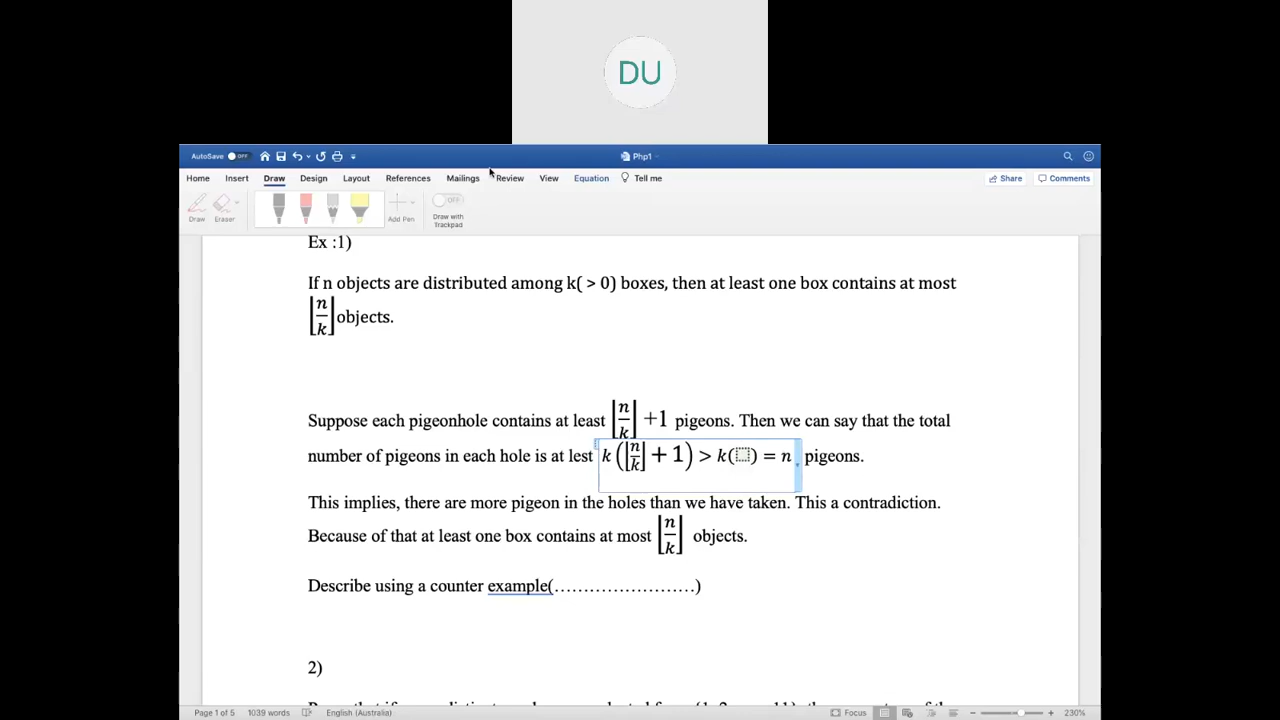 DU
AutoSave OFF
Php1
Home Insert Draw Design Layout References Mailings Review View Equation Tell me
Share Comments
OFF
Draw Eraser Add Pen Draw with
Trackpad
Ex :1)
If n objects are distributed among k( > 0) boxes, then at least one box contains at most
⌊n/k⌋ objects.
Suppose each pigeonhole contains at least ⌊n/k⌋ +1 pigeons. Then we can say that the total
number of pigeons in each hole is at lest k(⌊n/k⌋ + 1) > k(⬚) = n pigeons.
This implies, there are more pigeon in the holes than we have taken. This a contradiction.
Because of that at least one box contains at most ⌊n/k⌋ objects.
Describe using a counter example(……………………)
2)
Page 1 of 5 1039 words English (Australia) Focus 230%